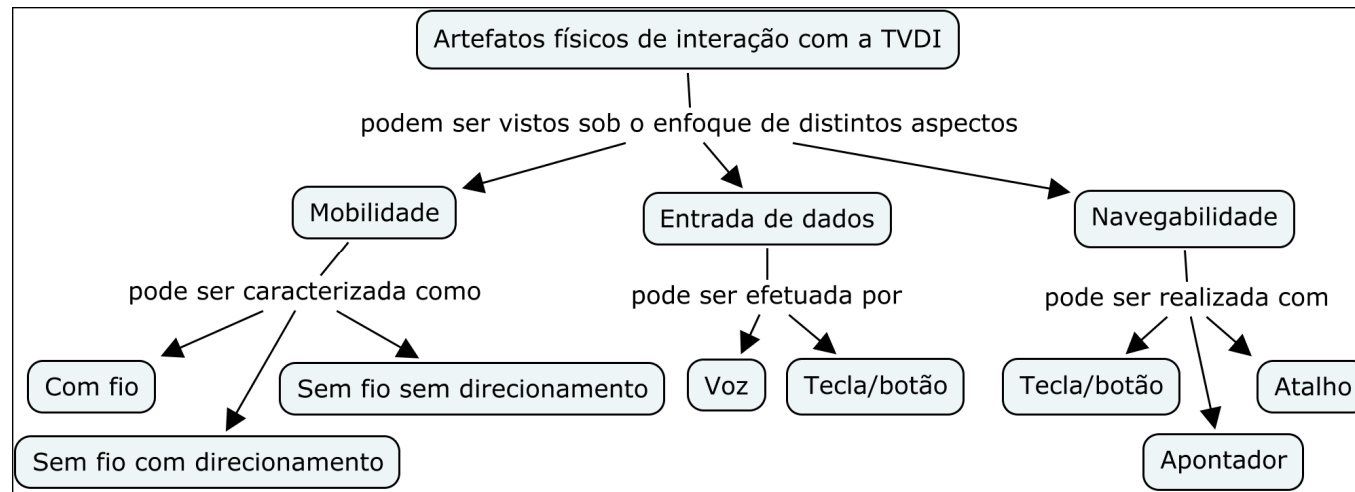 Artefatos físicos de interação com a TVDI
podem ser vistos sob o enfoque de distintos aspectos
Mobilidade
Entrada de dados
Navegabilidade
pode ser caracterizada como
pode ser efetuada por
pode ser realizada com
Com fio
Sem fio sem direcionamento
Voz
Tecla/botão
Tecla/botão
Atalho
Sem fio com direcionamento
Apontador